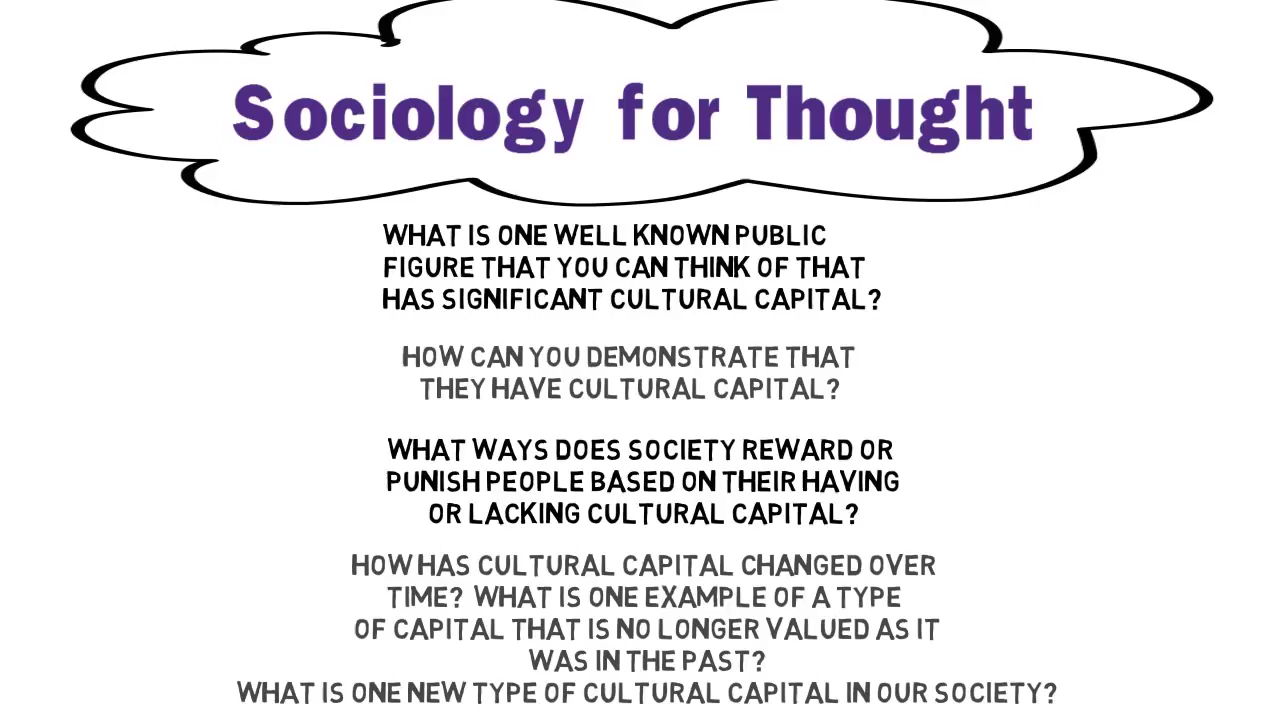 Sociology for Thought
WHAT IS ONE WELL KNOWN PUBLIC
FIGURE THAT YOU CAN THINK OF THAT
HAS SIGNIFICANT CULTURAL CAPITAL?
HOW CAN YOU DEMONSTRATE THAT
THEY HAVE CULTURAL CAPITAL?
WHAT WAYS DOES SOCIETY REWARD OR
PUNISH PEOPLE BASED ON THEIR HAVING
OR LACKING CULTURAL CAPITAL?
HOW HAS CULTURAL CAPITAL CHANGED OVER
TIME? WHAT IS ONE EXAMPLE OF A TYPE
OF CAPITAL THAT IS NO LONGER VALUED AS IT
WAS IN THE PAST?
WHAT IS ONE NEW TYPE OF CULTURAL CAPITAL IN OUR SOCIETY?